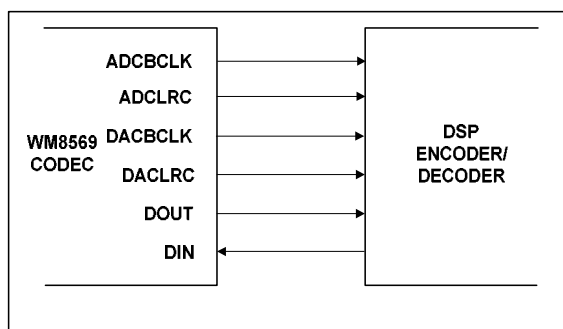 ADCBCLK
ADCLRC
WM8569
CODEC
DACBCLK
DACLRC
DOUT
DIN
DSP
ENCODER/
DECODER